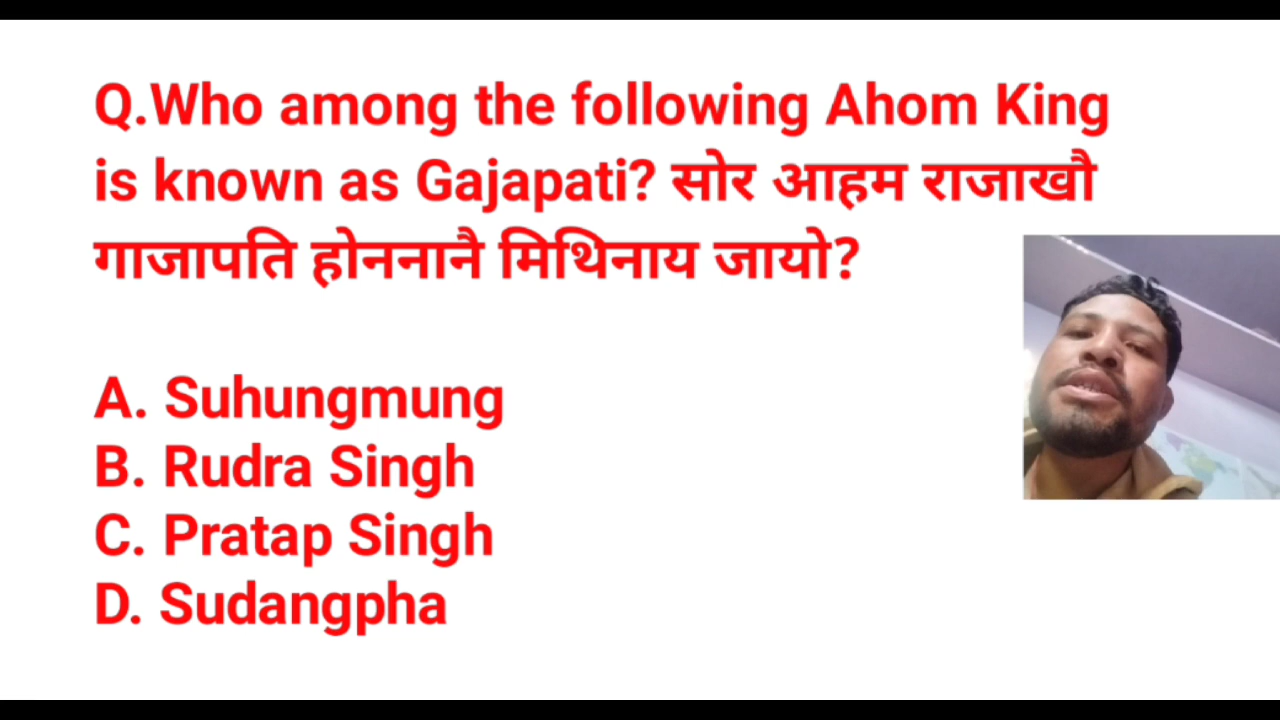 Q.Who among the following Ahom King
is known as Gajapati? सोर आहम राजाखौ
गाजापति होननानै मिथिनाय जायो?
A. Suhungmung
B. Rudra Singh
C. Pratap Singh
D. Sudangpha